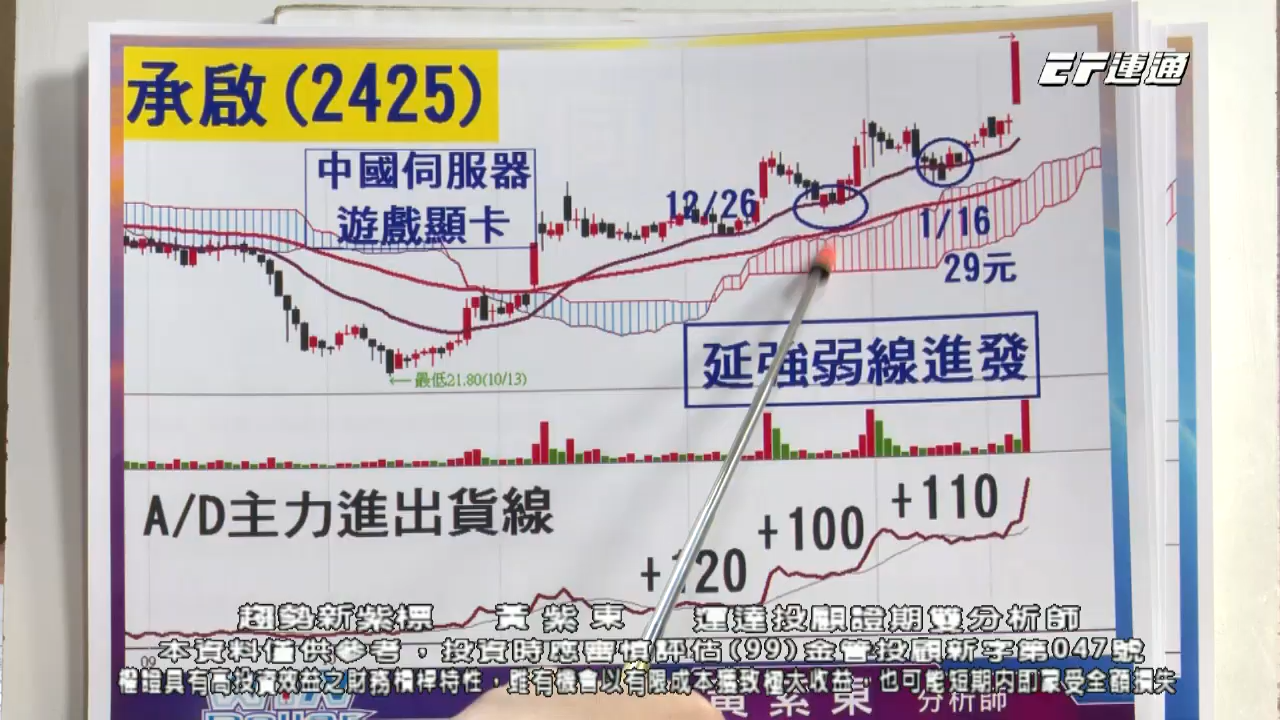 承啟(2425)
EF運通
中國伺服器
遊戲顯卡
12/26
1/16
29元
延強弱線進發
最低21.80(10/13)
A/D主力進出貨線
+120
+100
+110
趨勢新紫標 黃紫東 運達投顧證期雙分析師
本資料僅供參考，投資時應審慎評估(99)金管投顧新字第047號
09
權證具有高投資效益之財務槓桿特性，雖有機會以有限成本獲致極大收益，也可能短期內即蒙受全額損失
黃紫東 分析師